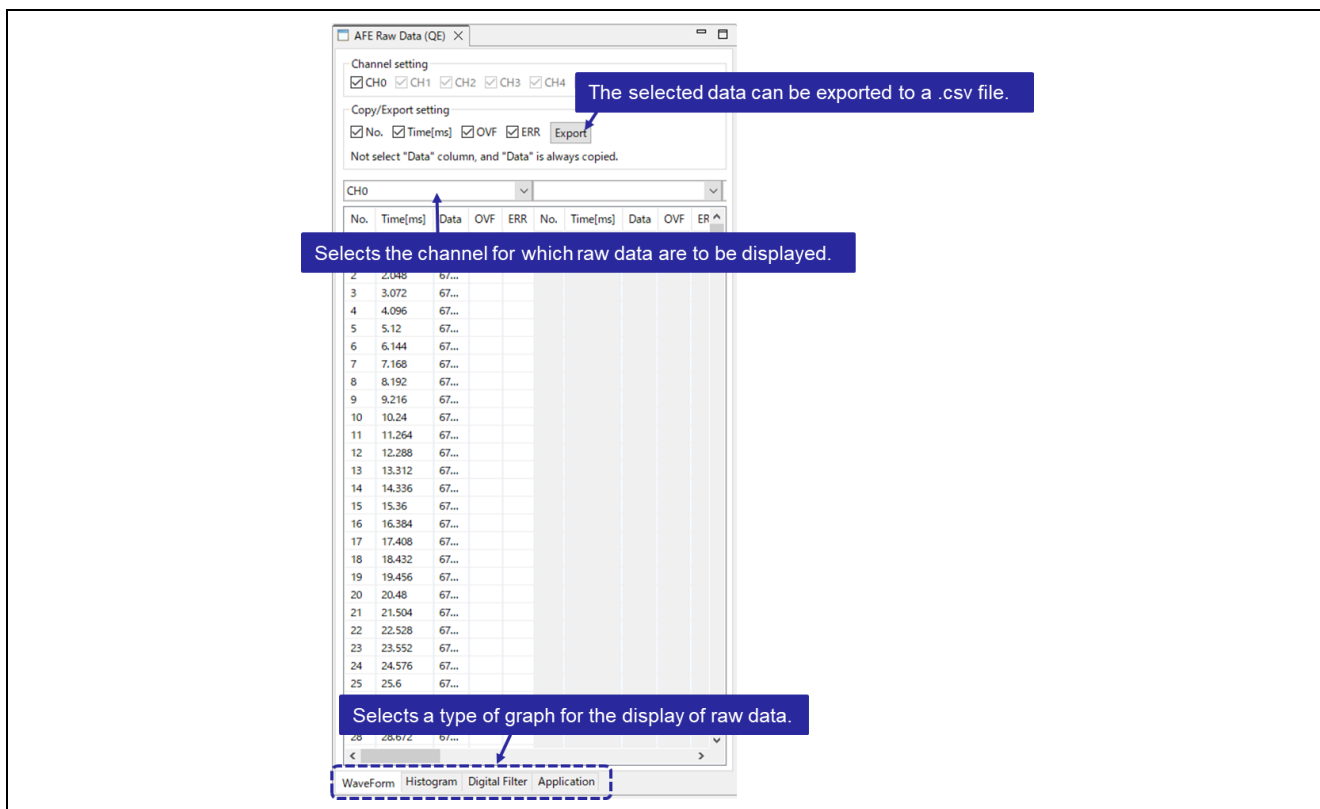 AFE Raw Data (QE)
Channel setting
CH0 CH1 CH2 CH3 CH4
The selected data can be exported to a .csv file.
Copy/Export setting
No. Time[ms] OVF ERR Export
Not select "Data" column, and "Data" is always copied.
CH0
No. Time[ms] Data OVF ERR No. Time[ms] Data OVF ER
Selects the channel for which raw data are to be displayed.
2 2.048 67...
3 3.072 67...
4 4.096 67...
5 5.12 67...
6 6.144 67...
7 7.168 67...
8 8.192 67...
9 9.216 67...
10 10.24 67...
11 11.264 67...
12 12.288 67...
13 13.312 67...
14 14.336 67...
15 15.36 67...
16 16.384 67...
17 17.408 67...
18 18.432 67...
19 19.456 67...
20 20.48 67...
21 21.504 67...
22 22.528 67...
23 23.552 67...
24 24.576 67...
25 25.6 67...
Selects a type of graph for the display of raw data.
28 28.672 67...
WaveForm Histogram Digital Filter Application